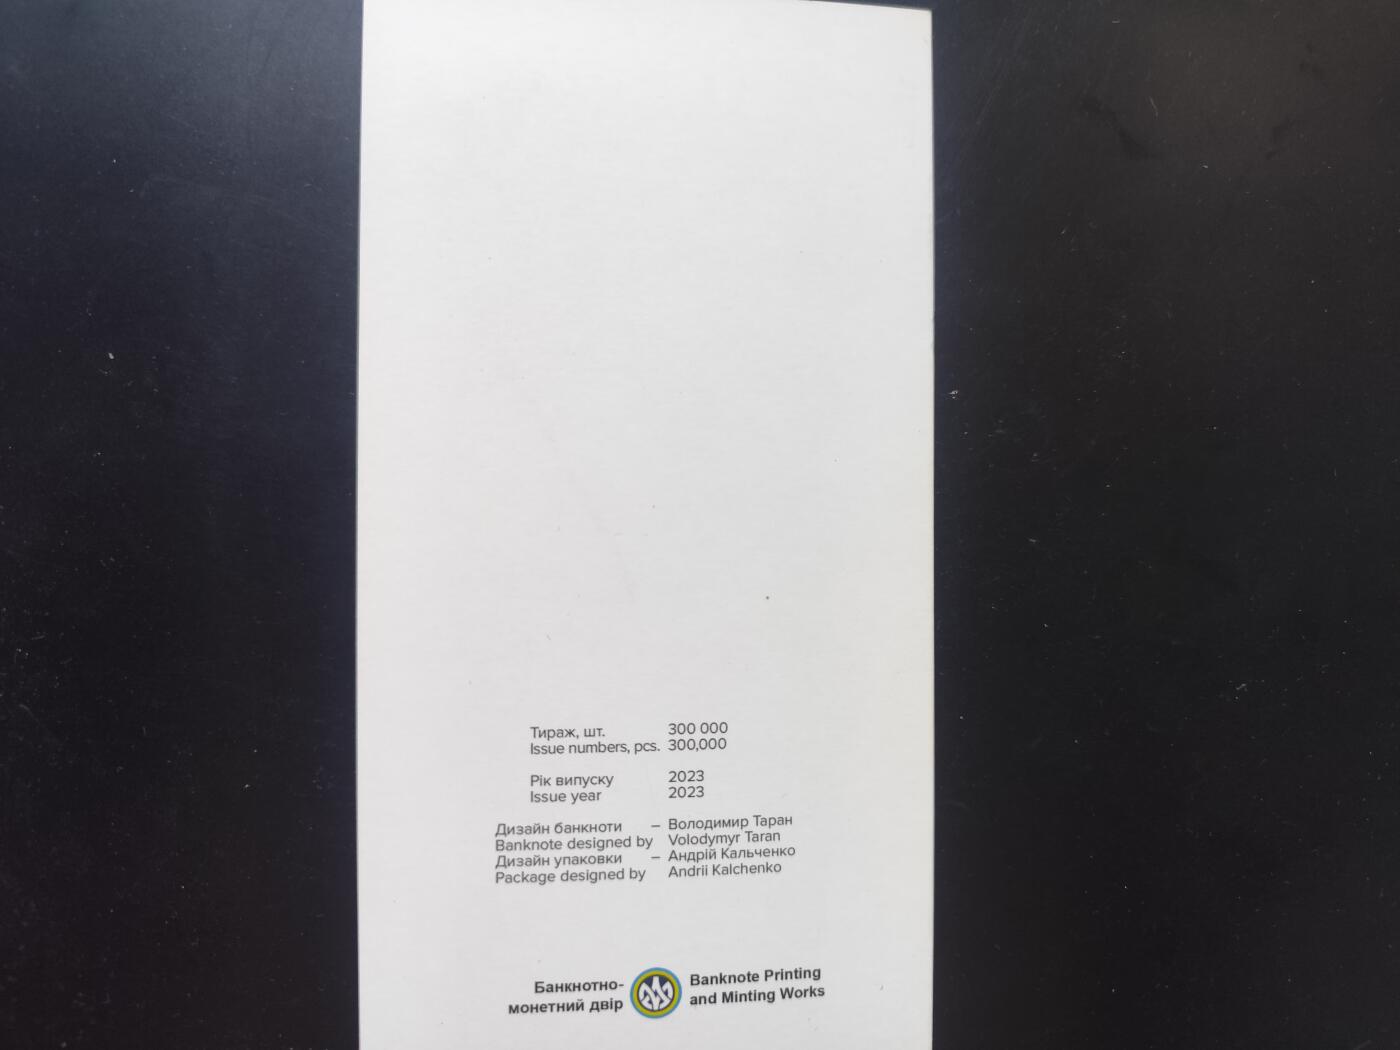 Тираж, шт. 300 000
Issue numbers, pcs. 300,000
Рік випуску 2023
Issue year 2023
Дизайн банкноти – Володимир Таран
Banknote designed by Volodymyr Taran
Дизайн упаковки – Андрій Кальченко
Package designed by Andrii Kalchenko
Банкнотно-
монетний двір
Banknote Printing
and Minting Works